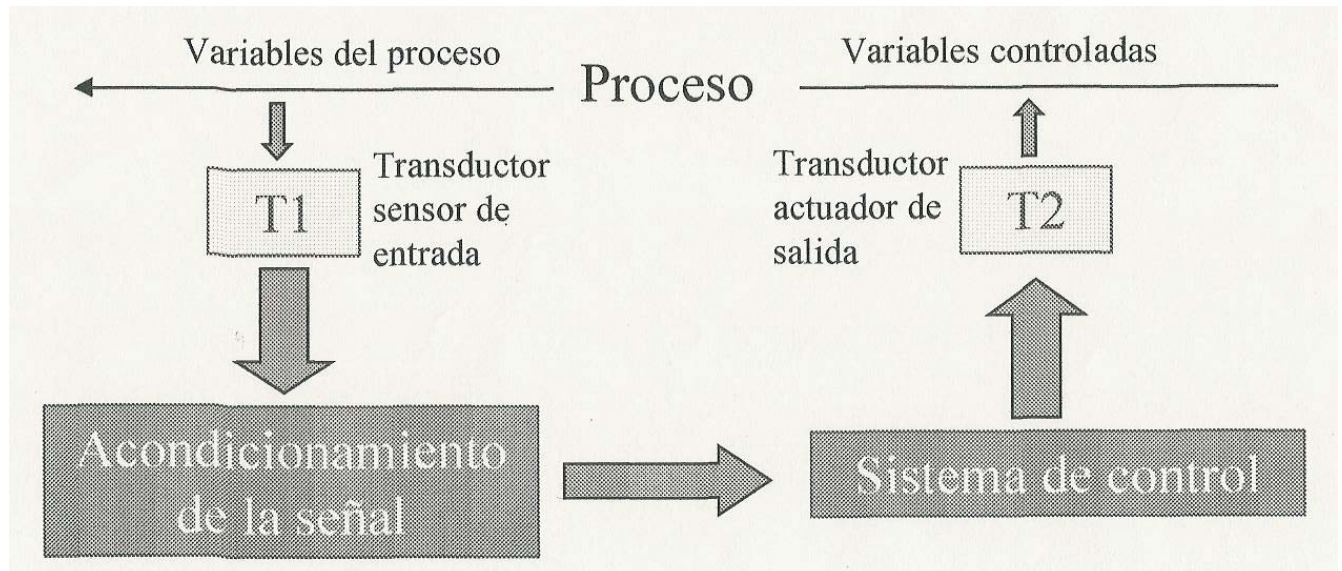 Variables del proceso
Proceso
Variables controladas
T1
Transductor
sensor de
entrada
Transductor
actuador de
salida
T2
Acondicionamiento
de la señal
Sistema de control